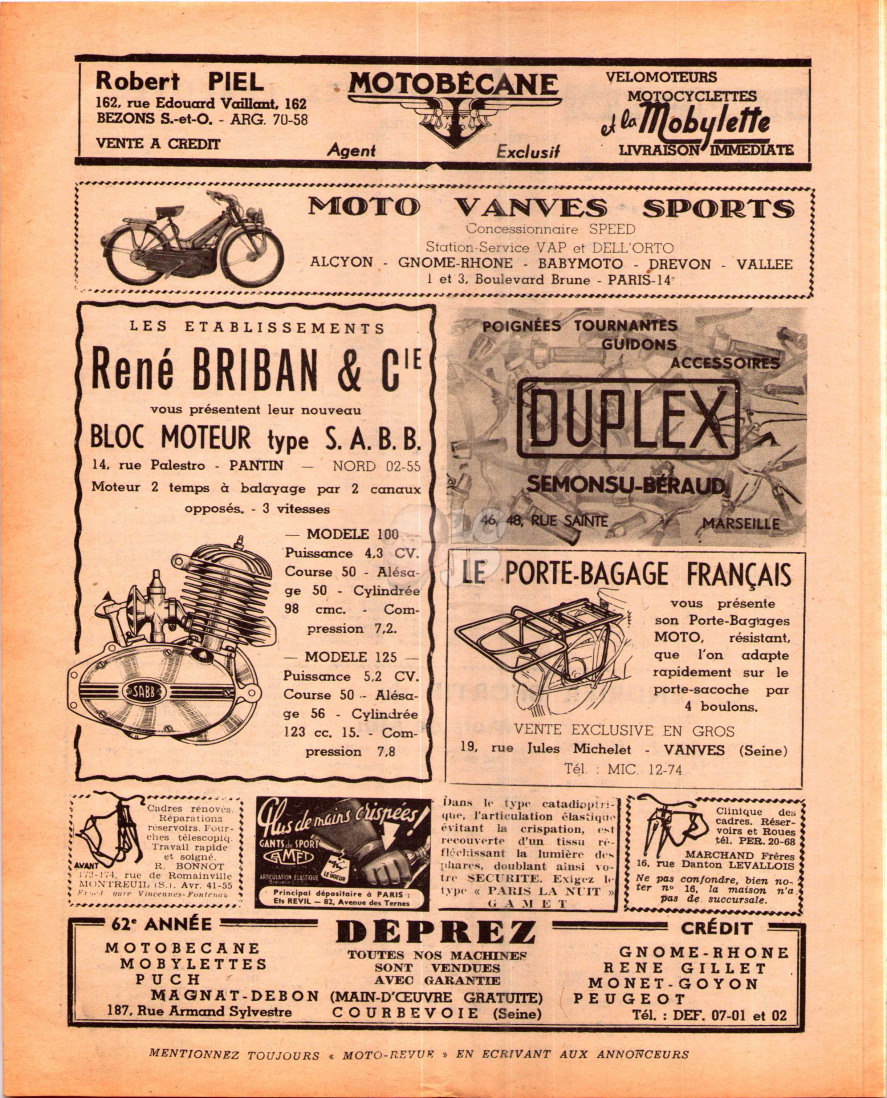 Robert PIEL
162, rue Edouard Vaillant, 162
BEZONS S.-et-O. - ARG. 70-58
VENTE A CREDIT
MOTOBÉCANE
Agent Exclusif
VELOMOTEURS
MOTOCYCLETTES
et la Mobylette
LIVRAISON IMMEDIATE
MOTO VANVES SPORTS
Concessionnaire SPEED
Station-Service VAP et DELL'ORTO
ALCYON - GNOME-RHONE - BABYMOTO - DREVON - VALLEE
1 et 3, Boulevard Brune - PARIS-14e
LES ETABLISSEMENTS
René BRIBAN & CIE
vous présentent leur nouveau
BLOC MOTEUR type S. A. B. B.
14, rue Palestro - PANTIN — NORD 02-55
Moteur 2 temps à balayage par 2 canaux
opposés. - 3 vitesses
— MODELE 100 —
Puissance 4,3 CV.
Course 50 - Alésa-
ge 50 - Cylindrée
98 cmc. - Com-
pression 7,2.
— MODELE 125 —
Puissance 5.2 CV.
Course 50 - Alésa-
ge 56 - Cylindrée
123 cc. 15. - Com-
pression 7,8
SABB
POIGNÉES TOURNANTES
GUIDONS
ACCESSOIRES
DUPLEX
SEMONSU-BÉRAUD
46, 48, RUE SAINTE MARSEILLE
LE PORTE-BAGAGE FRANÇAIS
vous présente
son Porte-Bagages
MOTO, résistant,
que l'on adapte
rapidement sur le
porte-sacoche par
4 boulons.
VENTE EXCLUSIVE EN GROS
19, rue Jules Michelet - VANVES (Seine)
Tél. : MIC. 12-74
Cadres rénovés.
Réparations
réservoirs. Four-
ches télescopiq.
Travail rapide
et soigné.
R. BONNOT
AVANT
172-174, rue de Romainville
MONTREUIL (S.). Avr. 41-55
Vincennes-Fontenay
Plus de mains crispées!
GANTS de SPORT
GAMET
ARTICULATION ÉLASTIQUE
Principal dépositaire à PARIS :
Ets REVIL — 82, Avenue des Ternes
Dans le type catadioptri-
que, l'articulation élastique
évitant la crispation, est
recouverte d'un tissu ré-
fléchissant la lumière des
phares, doublant ainsi vo-
tre SECURITE. Exigez le
type « PARIS LA NUIT »
GAMET
Clinique des
cadres. Réser-
voirs et Roues
tél. PER. 20-68
MARCHAND Frères
16, rue Danton LEVALLOIS
Ne pas confondre, bien no-
ter n° 16, la maison n'a
pas de succursale.
62e ANNÉE
MOTOBECANE
MOBYLETTES
PUCH
MAGNAT-DEBON
187, Rue Armand Sylvestre
DEPREZ
TOUTES NOS MACHINES
SONT VENDUES
AVEC GARANTIE
(MAIN-D'ŒUVRE GRATUITE)
COURBEVOIE (Seine)
CRÉDIT
GNOME-RHONE
RENE GILLET
MONET-GOYON
PEUGEOT
Tél. : DEF. 07-01 et 02
MENTIONNEZ TOUJOURS « MOTO-REVUE » EN ECRIVANT AUX ANNONCEURS